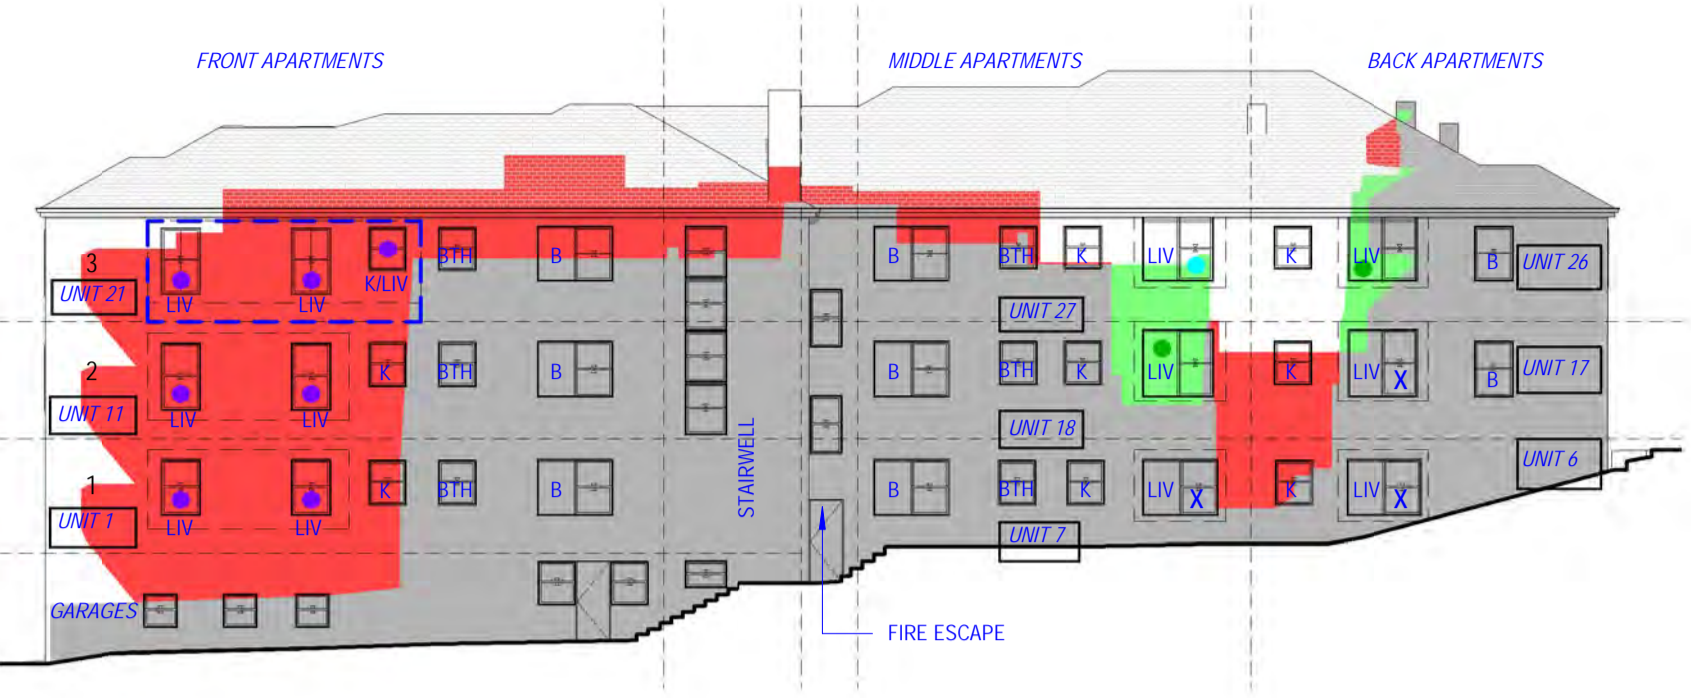 FRONT APARTMENTS
MIDDLE APARTMENTS
BACK APARTMENTS
3
UNIT 21
LIV
LIV
K/LIV
BTH
B
B
BTH
K
LIV
K
LIV
B
UNIT 26
UNIT 27
2
UNIT 11
LIV
LIV
K
BTH
B
B
BTH
K
LIV
K
LIV
X
B
UNIT 17
UNIT 18
STAIRWELL
1
UNIT 1
LIV
LIV
K
BTH
B
B
BTH
K
LIV
X
K
LIV
X
UNIT 6
UNIT 7
GARAGES
FIRE ESCAPE